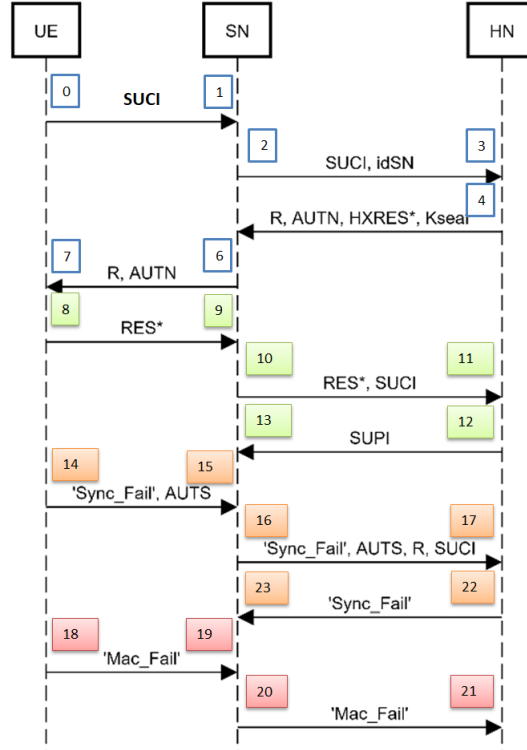 UE SN HN
0 1
SUCI
2 3
SUCI, idSN
4
R, AUTN, HXRES*, Kseaf
7 6
R, AUTN
8 9
RES*
10 11
RES*, SUCI
13 12
SUPI
14 15
'Sync_Fail', AUTS
16 17
'Sync_Fail', AUTS, R, SUCI
23 22
'Sync_Fail'
18 19
'Mac_Fail'
20 21
'Mac_Fail'